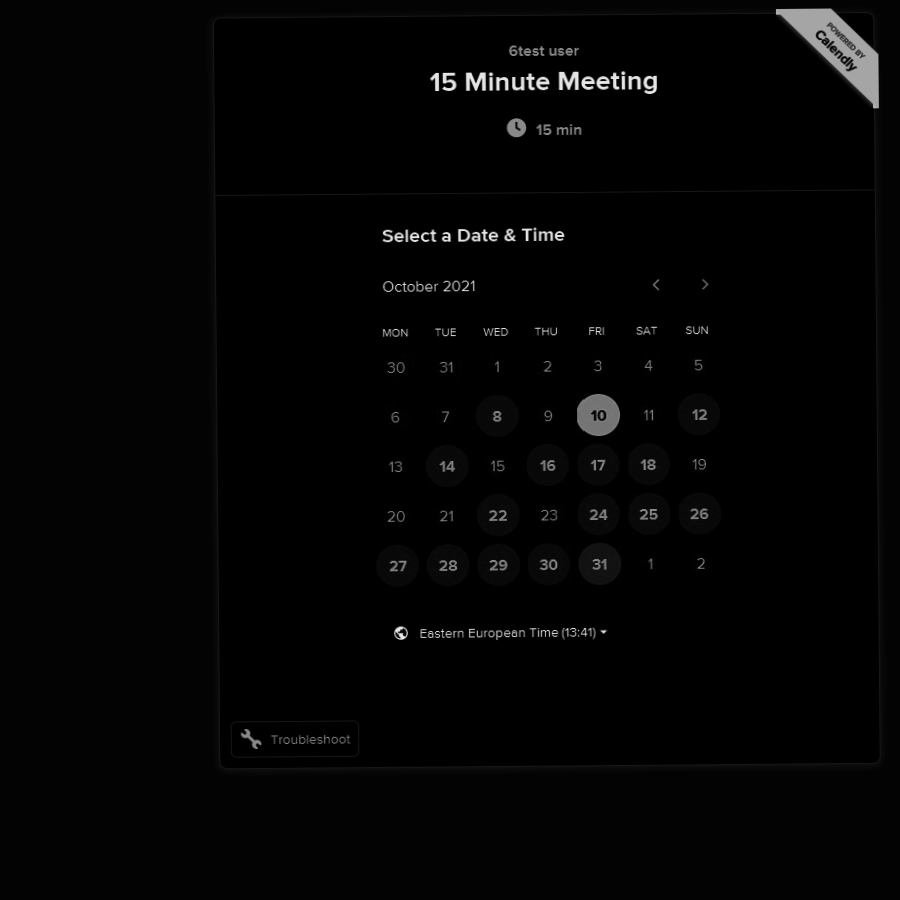 6test user
15 Minute Meeting
15 min
POWERED BY
Calendly
Select a Date & Time
October 2021
MON TUE WED THU FRI SAT SUN
30 31 1 2 3 4 5
6 7 8 9 10 11 12
13 14 15 16 17 18 19
20 21 22 23 24 25 26
27 28 29 30 31 1 2
Eastern European Time (13:41)
Troubleshoot